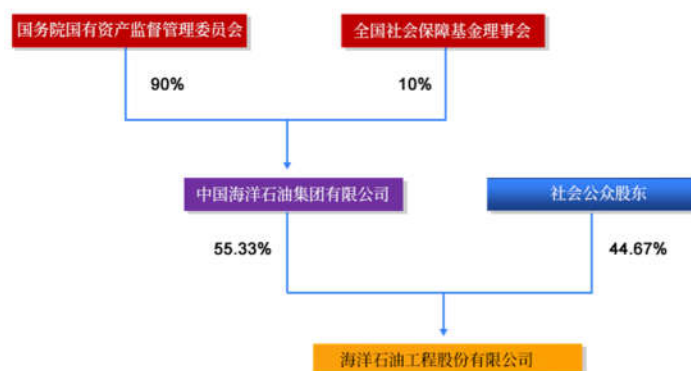 国务院国有资产监督管理委员会
全国社会保障基金理事会
90%
10%
中国海洋石油集团有限公司
社会公众股东
55.33%
44.67%
海洋石油工程股份有限公司